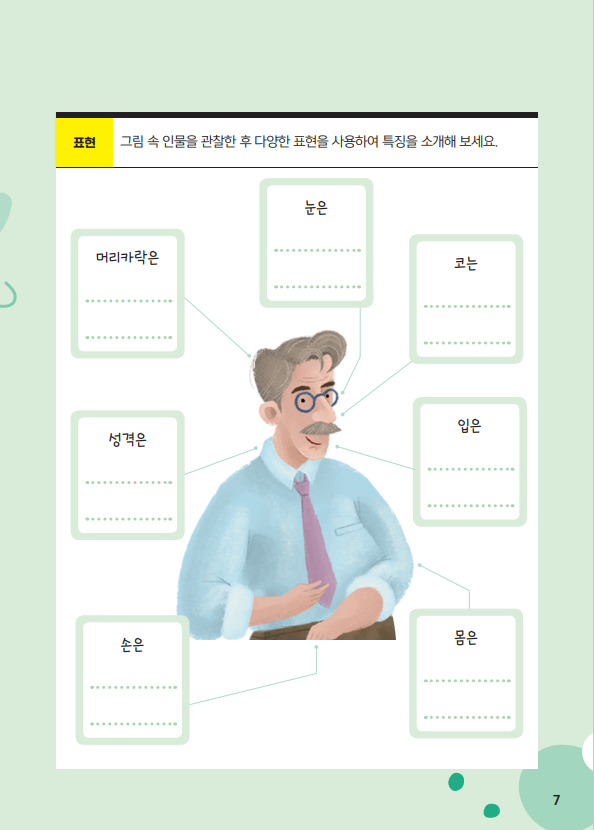 표현 그림 속 인물을 관찰한 후 다양한 표현을 사용하여 특징을 소개해 보세요.
눈은
머리카락은
코는
성격은
입은
손은
몸은
7